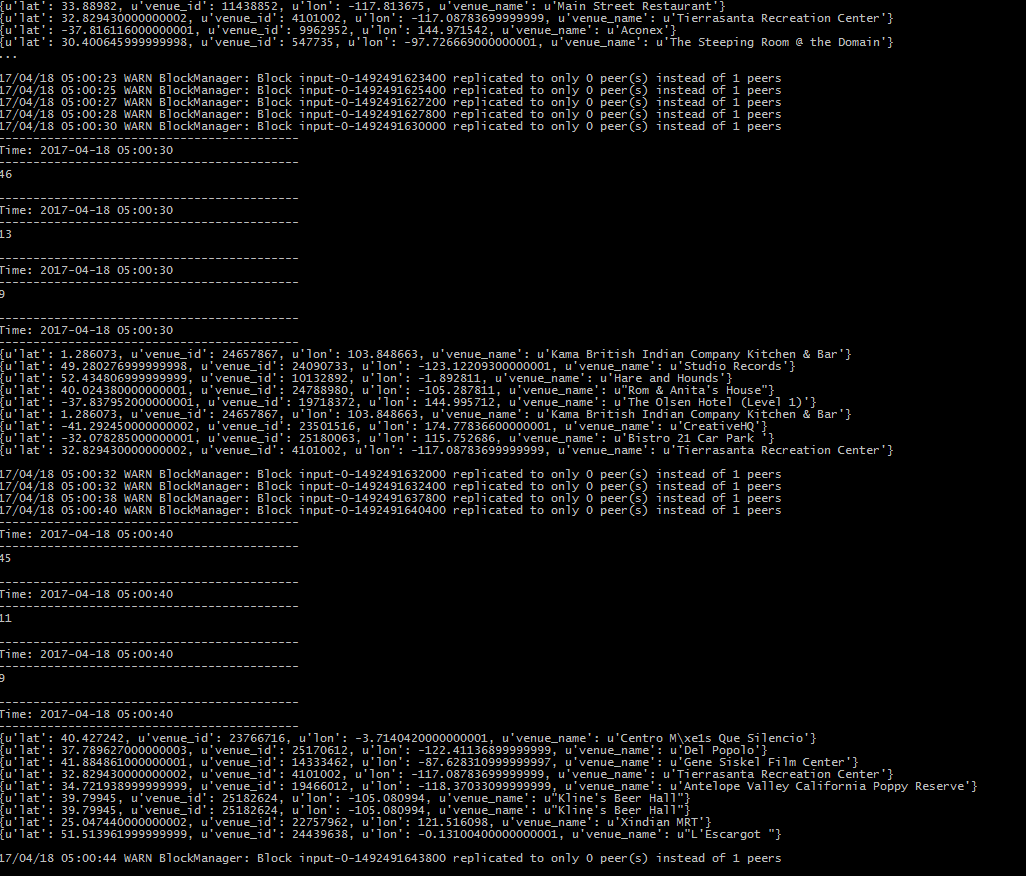 {u'lat': 33.88982, u'venue_id': 11438852, u'lon': -117.813675, u'venue_name': u'Main Street Restaurant'}
{u'lat': 32.829430000000002, u'venue_id': 4101002, u'lon': -117.08783699999999, u'venue_name': u'Tierrasanta Recreation Center'}
{u'lat': -37.816116000000001, u'venue_id': 9962952, u'lon': 144.971542, u'venue_name': u'Aconex'}
{u'lat': 30.400645999999998, u'venue_id': 547735, u'lon': -97.726669000000001, u'venue_name': u'The Steeping Room @ the Domain'}
...
17/04/18 05:00:23 WARN BlockManager: Block input-0-1492491623400 replicated to only 0 peer(s) instead of 1 peers
17/04/18 05:00:25 WARN BlockManager: Block input-0-1492491625400 replicated to only 0 peer(s) instead of 1 peers
17/04/18 05:00:27 WARN BlockManager: Block input-0-1492491627200 replicated to only 0 peer(s) instead of 1 peers
17/04/18 05:00:28 WARN BlockManager: Block input-0-1492491627800 replicated to only 0 peer(s) instead of 1 peers
17/04/18 05:00:30 WARN BlockManager: Block input-0-1492491630000 replicated to only 0 peer(s) instead of 1 peers
-------------------------------------------
Time: 2017-04-18 05:00:30
-------------------------------------------
46
-------------------------------------------
Time: 2017-04-18 05:00:30
-------------------------------------------
13
-------------------------------------------
Time: 2017-04-18 05:00:30
-------------------------------------------
9
-------------------------------------------
Time: 2017-04-18 05:00:30
-------------------------------------------
{u'lat': 1.286073, u'venue_id': 24657867, u'lon': 103.848663, u'venue_name': u'Kama British Indian Company Kitchen & Bar'}
{u'lat': 49.280276999999998, u'venue_id': 24090733, u'lon': -123.12209300000001, u'venue_name': u'Studio Records'}
{u'lat': 52.434806999999999, u'venue_id': 10132892, u'lon': -1.892811, u'venue_name': u'Hare and Hounds'}
{u'lat': 40.024380000000001, u'venue_id': 24788980, u'lon': -105.287811, u'venue_name': u"Rom & Anita's House"}
{u'lat': -37.837952000000001, u'venue_id': 19718372, u'lon': 144.995712, u'venue_name': u'The Olsen Hotel (Level 1)'}
{u'lat': 1.286073, u'venue_id': 24657867, u'lon': 103.848663, u'venue_name': u'Kama British Indian Company Kitchen & Bar'}
{u'lat': -41.292450000000002, u'venue_id': 23501516, u'lon': 174.77836600000001, u'venue_name': u'CreativeHQ'}
{u'lat': -32.078285000000001, u'venue_id': 25180063, u'lon': 115.752686, u'venue_name': u'Bistro 21 Car Park '}
{u'lat': 32.829430000000002, u'venue_id': 4101002, u'lon': -117.08783699999999, u'venue_name': u'Tierrasanta Recreation Center'}
17/04/18 05:00:32 WARN BlockManager: Block input-0-1492491632000 replicated to only 0 peer(s) instead of 1 peers
17/04/18 05:00:32 WARN BlockManager: Block input-0-1492491632400 replicated to only 0 peer(s) instead of 1 peers
17/04/18 05:00:38 WARN BlockManager: Block input-0-1492491637800 replicated to only 0 peer(s) instead of 1 peers
17/04/18 05:00:40 WARN BlockManager: Block input-0-1492491640400 replicated to only 0 peer(s) instead of 1 peers
-------------------------------------------
Time: 2017-04-18 05:00:40
-------------------------------------------
45
-------------------------------------------
Time: 2017-04-18 05:00:40
-------------------------------------------
11
-------------------------------------------
Time: 2017-04-18 05:00:40
-------------------------------------------
9
-------------------------------------------
Time: 2017-04-18 05:00:40
-------------------------------------------
{u'lat': 40.427242, u'venue_id': 23766716, u'lon': -3.7140420000000001, u'venue_name': u'Centro M\xe1s Que Silencio'}
{u'lat': 37.789627000000003, u'venue_id': 25170612, u'lon': -122.41136899999999, u'venue_name': u'Del Popolo'}
{u'lat': 41.884861000000001, u'venue_id': 14333462, u'lon': -87.628310999999997, u'venue_name': u'Gene Siskel Film Center'}
{u'lat': 32.829430000000002, u'venue_id': 4101002, u'lon': -117.08783699999999, u'venue_name': u'Tierrasanta Recreation Center'}
{u'lat': 34.721938999999999, u'venue_id': 19466012, u'lon': -118.37033099999999, u'venue_name': u'Antelope Valley California Poppy Reserve'}
{u'lat': 39.79945, u'venue_id': 25182624, u'lon': -105.080994, u'venue_name': u"Kline's Beer Hall"}
{u'lat': 39.79945, u'venue_id': 25182624, u'lon': -105.080994, u'venue_name': u"Kline's Beer Hall"}
{u'lat': 25.047440000000002, u'venue_id': 22757962, u'lon': 121.516098, u'venue_name': u'Xindian MRT'}
{u'lat': 51.513961999999999, u'venue_id': 24439638, u'lon': -0.13100400000000001, u'venue_name': u"L'Escargot "}
17/04/18 05:00:44 WARN BlockManager: Block input-0-1492491643800 replicated to only 0 peer(s) instead of 1 peers